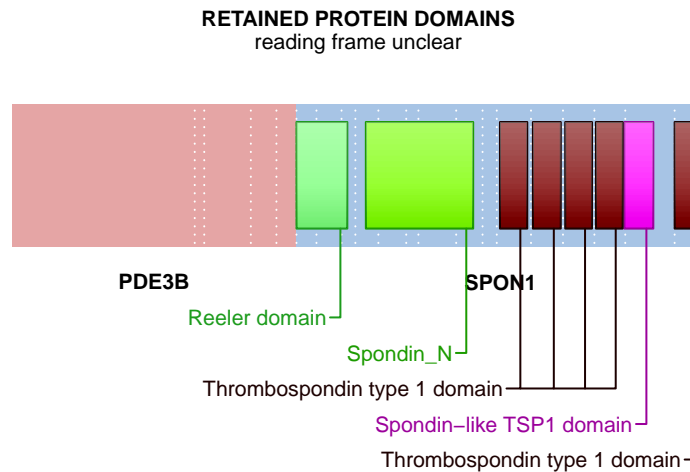 RETAINED PROTEIN DOMAINS
reading frame unclear
PDE3B
SPON1
Reeler domain
Spondin_N
Thrombospondin type 1 domain
Spondin−like TSP1 domain
Thrombospondin type 1 domain